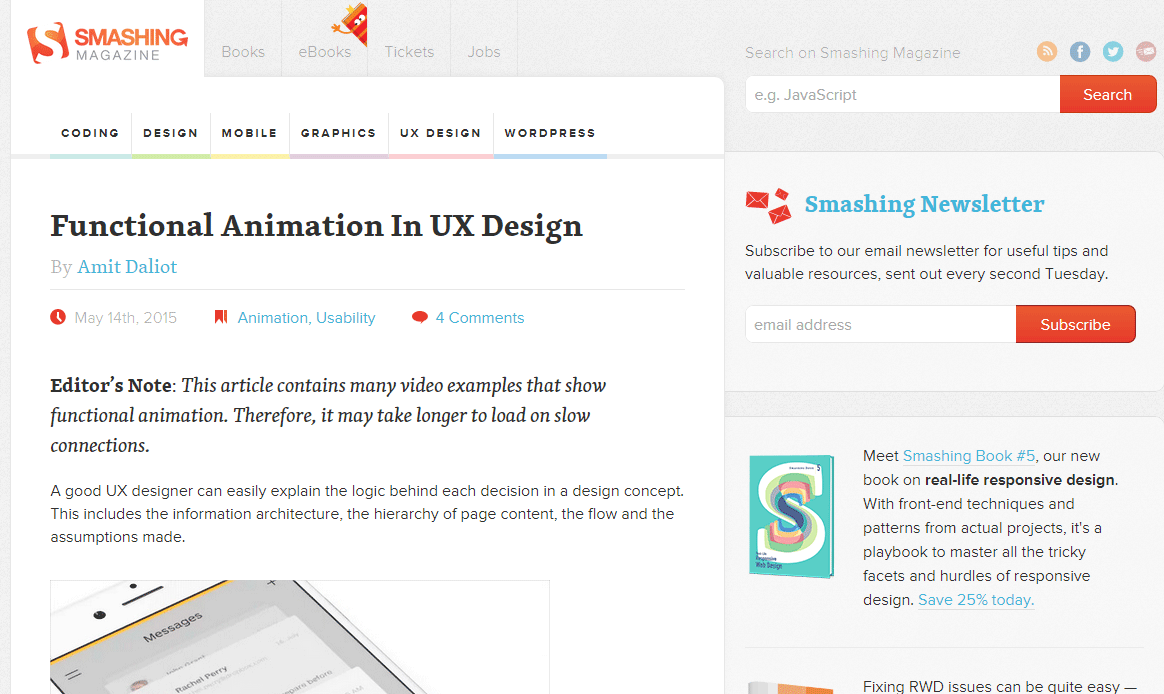 SMASHING
MAGAZINE
Books
eBooks
Tickets
Jobs
Search on Smashing Magazine
e.g. JavaScript
Search
CODING
DESIGN
MOBILE
GRAPHICS
UX DESIGN
WORDPRESS
Functional Animation In UX Design
By Amit Daliot
May 14th, 2015
Animation, Usability
4 Comments
Editor’s Note: This article contains many video examples that show
functional animation. Therefore, it may take longer to load on slow
connections.
A good UX designer can easily explain the logic behind each decision in a design concept.
This includes the information architecture, the hierarchy of page content, the flow and the
assumptions made.
Messages
Rachel Perry
Smashing Newsletter
Subscribe to our email newsletter for useful tips and
valuable resources, sent out every second Tuesday.
email address
Subscribe
Smashing Book 5
Responsive
Web Design
Meet Smashing Book #5, our new
book on real-life responsive design.
With front-end techniques and
patterns from actual projects, it's a
playbook to master all the tricky
facets and hurdles of responsive
design. Save 25% today.
Fixing RWD issues can be quite easy —